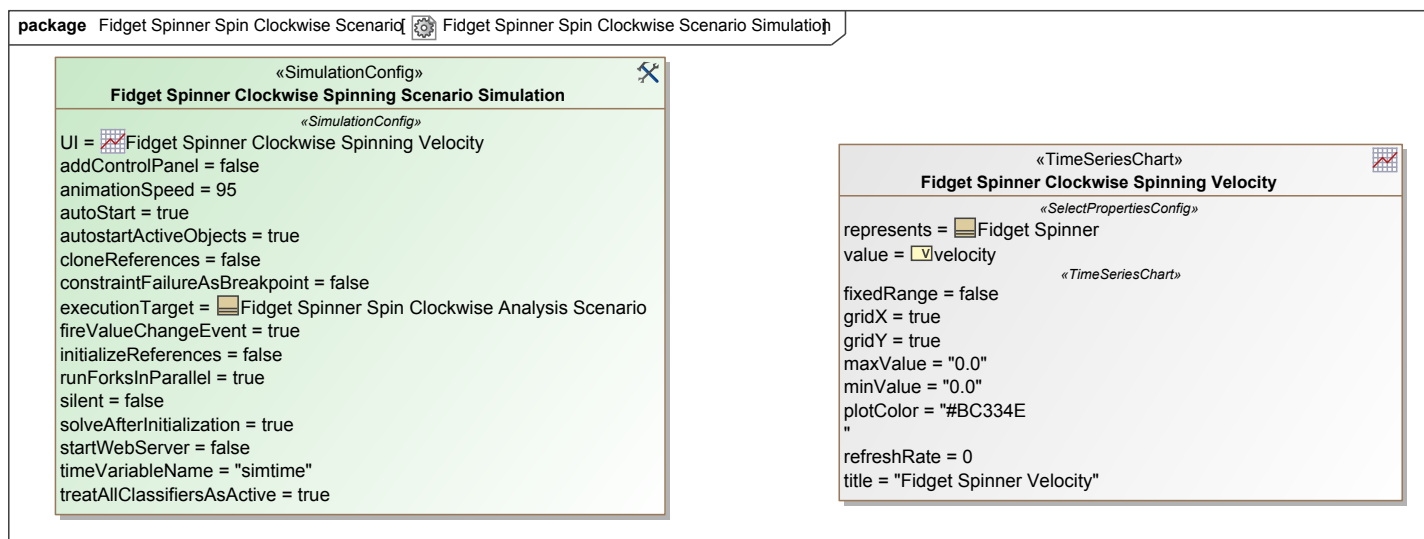 package Fidget Spinner Spin Clockwise Scenario[ Fidget Spinner Spin Clockwise Scenario Simulation]
«SimulationConfig»
Fidget Spinner Clockwise Spinning Scenario Simulation
«SimulationConfig»
UI = Fidget Spinner Clockwise Spinning Velocity
addControlPanel = false
animationSpeed = 95
autoStart = true
autostartActiveObjects = true
cloneReferences = false
constraintFailureAsBreakpoint = false
executionTarget = Fidget Spinner Spin Clockwise Analysis Scenario
fireValueChangeEvent = true
initializeReferences = false
runForksInParallel = true
silent = false
solveAfterInitialization = true
startWebServer = false
timeVariableName = "simtime"
treatAllClassifiersAsActive = true
«TimeSeriesChart»
Fidget Spinner Clockwise Spinning Velocity
«SelectPropertiesConfig»
represents = Fidget Spinner
value = V velocity
«TimeSeriesChart»
fixedRange = false
gridX = true
gridY = true
maxValue = "0.0"
minValue = "0.0"
plotColor = "#BC334E
"
refreshRate = 0
title = "Fidget Spinner Velocity"